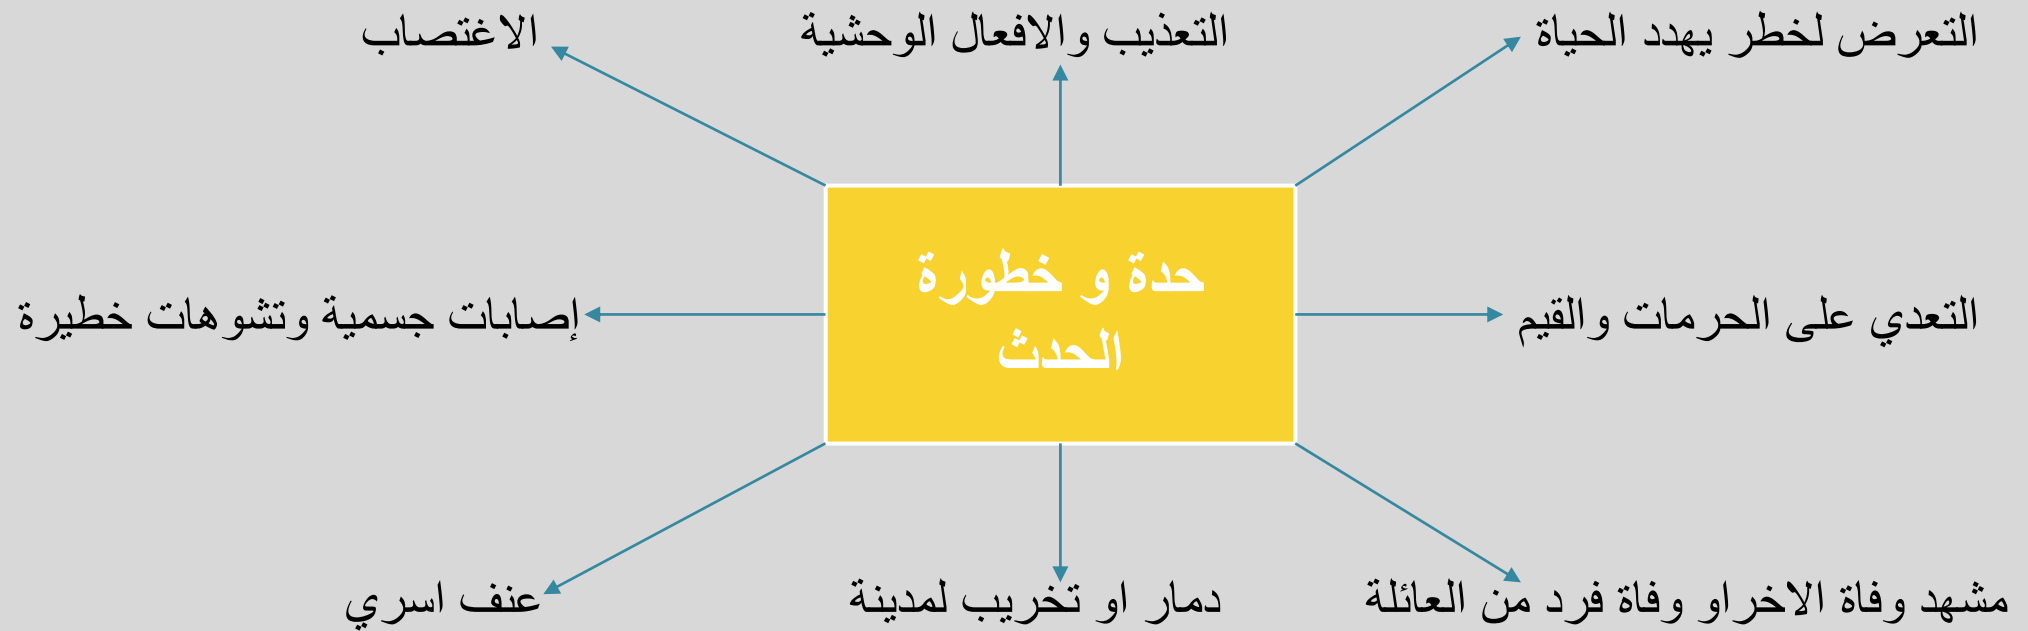 التعرض لخطر يهدد الحياة
التعذيب والافعال الوحشية
الاغتصاب
حدة و خطورة
الحدث
التعدي على الحرمات والقيم
إصابات جسمية وتشوهات خطيرة
مشهد وفاة الاخراو وفاة فرد من العائلة
دمار او تخريب لمدينة
عنف اسري